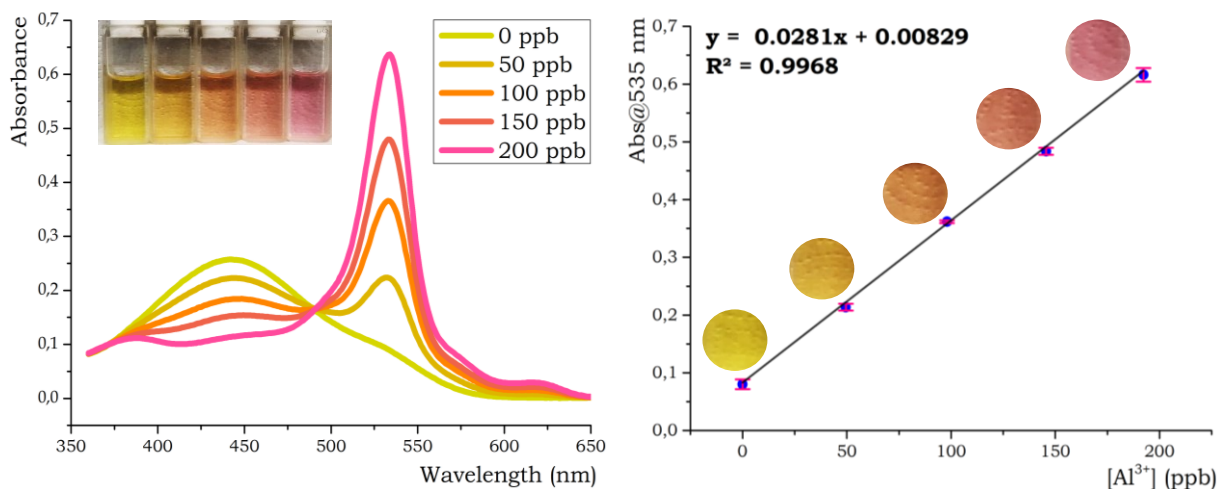 Absorbance
0,7
0,6
0,5
0,4
0,3
0,2
0,1
0,0
0 ppb
50 ppb
100 ppb
150 ppb
200 ppb
350 400 450 500 550 600 650
Wavelength (nm)
Abs@535 nm
0,7
0,6
0,5
0,4
0,3
0,2
0,1
0,0
y = 0.0281x + 0.00829
R² = 0.9968
0 50 100 150 200
[Al³⁺] (ppb)